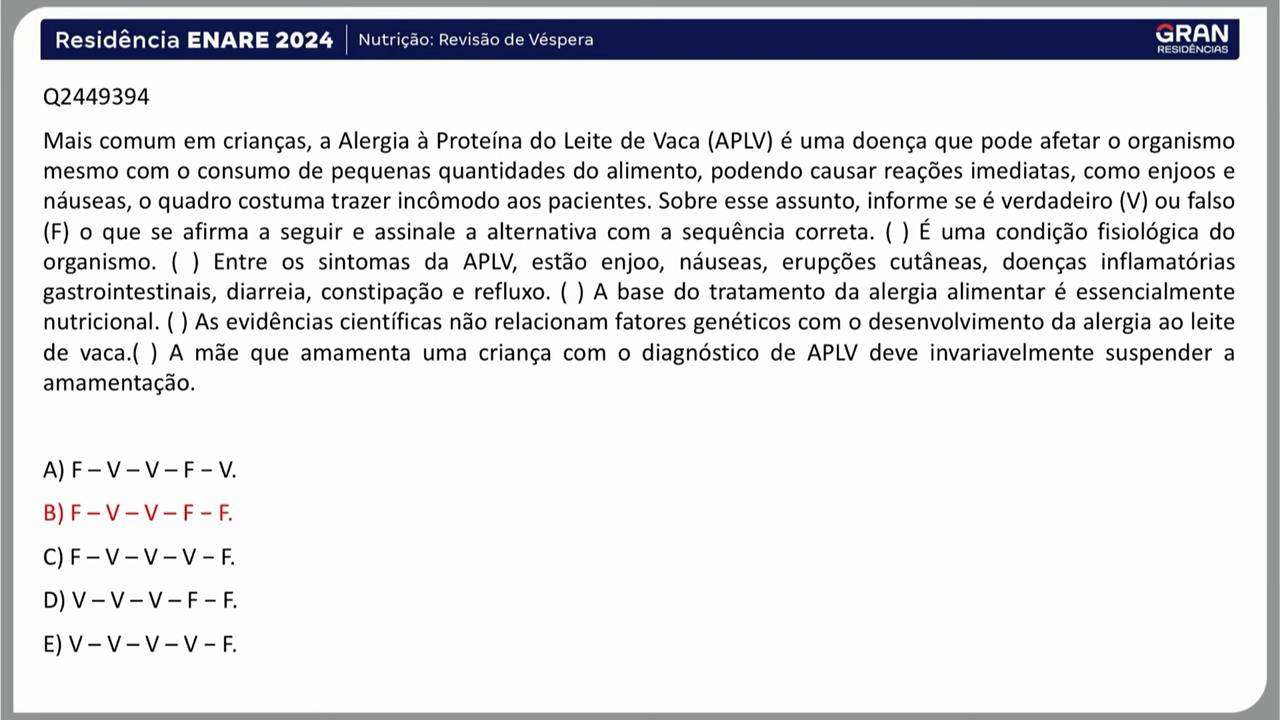 Residência ENARE 2024 | Nutrição: Revisão de Véspera
GRAN
RESIDÊNCIAS
Q2449394
Mais comum em crianças, a Alergia à Proteína do Leite de Vaca (APLV) é uma doença que pode afetar o organismo
mesmo com o consumo de pequenas quantidades do alimento, podendo causar reações imediatas, como enjoos e
náuseas, o quadro costuma trazer incômodo aos pacientes. Sobre esse assunto, informe se é verdadeiro (V) ou falso
(F) o que se afirma a seguir e assinale a alternativa com a sequência correta. ( ) É uma condição fisiológica do
organismo. ( ) Entre os sintomas da APLV, estão enjoo, náuseas, erupções cutâneas, doenças inflamatórias
gastrointestinais, diarreia, constipação e refluxo. ( ) A base do tratamento da alergia alimentar é essencialmente
nutricional. ( ) As evidências científicas não relacionam fatores genéticos com o desenvolvimento da alergia ao leite
de vaca.( ) A mãe que amamenta uma criança com o diagnóstico de APLV deve invariavelmente suspender a
amamentação.
A) F – V – V – F – V.
B) F – V – V – F – F.
C) F – V – V – V – F.
D) V – V – V – F – F.
E) V – V – V – V – F.